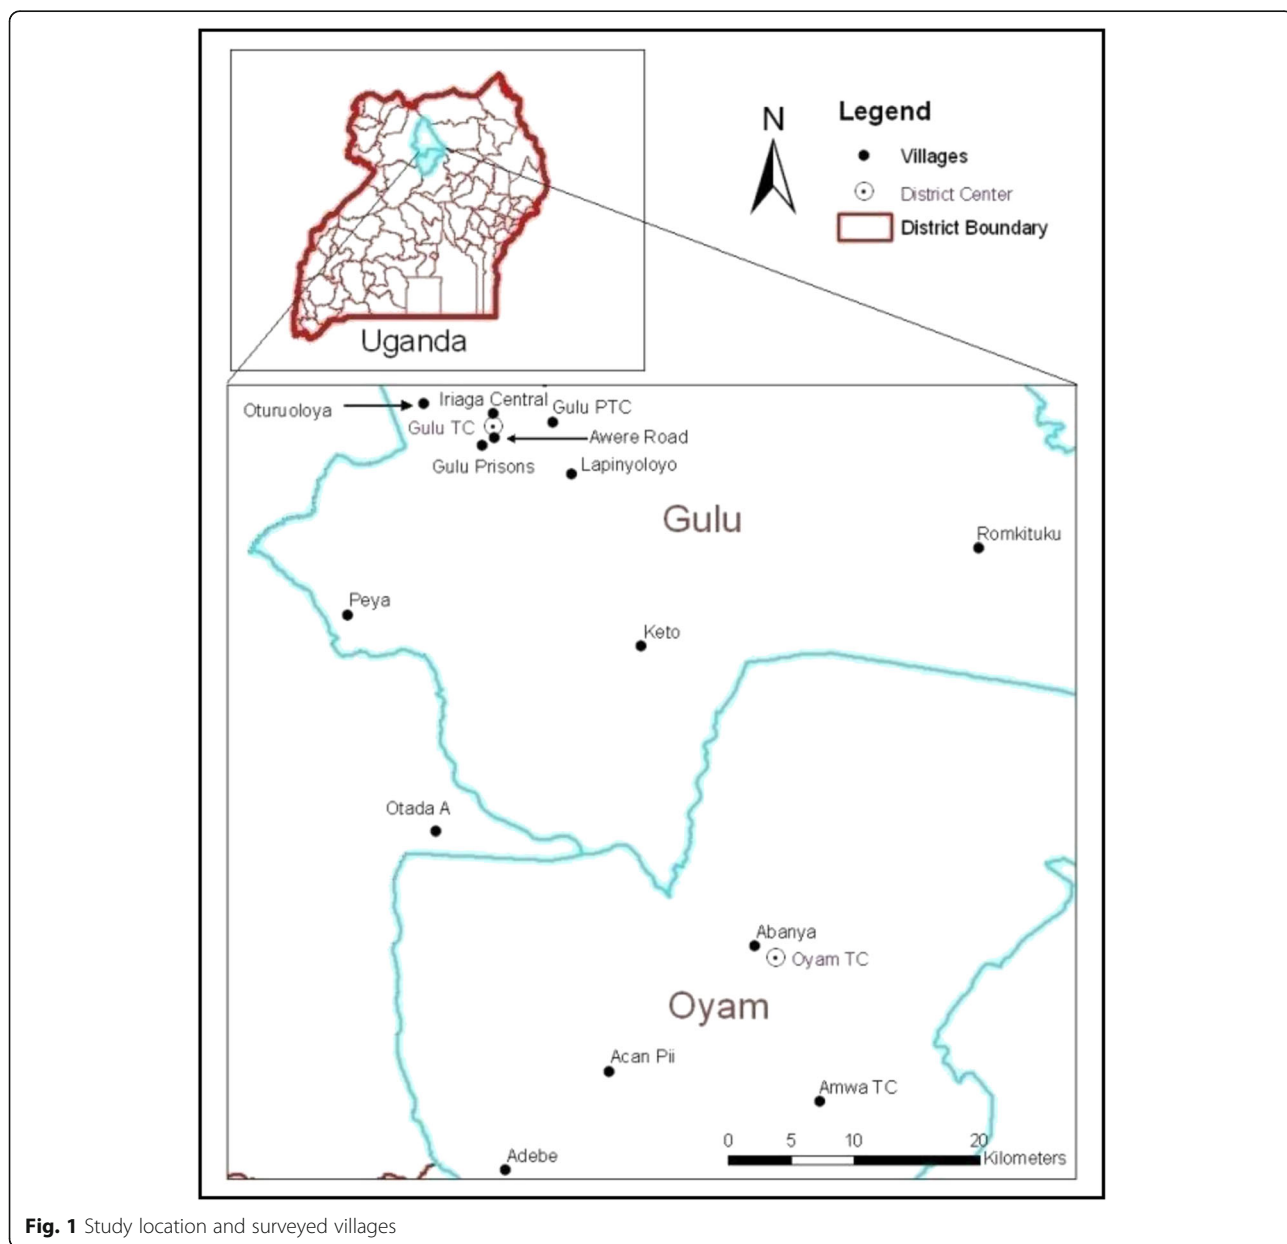 N
Legend
Villages
District Center
District Boundary
Uganda
Oturuoloya
Iriaga Central
Gulu PTC
Gulu TC
Awere Road
Gulu Prisons
Lapinyoloyo
Gulu
Romkituku
Peya
Keto
Otada A
Abanya
Oyam TC
Oyam
Acan Pii
Amwa TC
0 5 10 20
Kilometers
Adebe
Fig. 1 Study location and surveyed villages